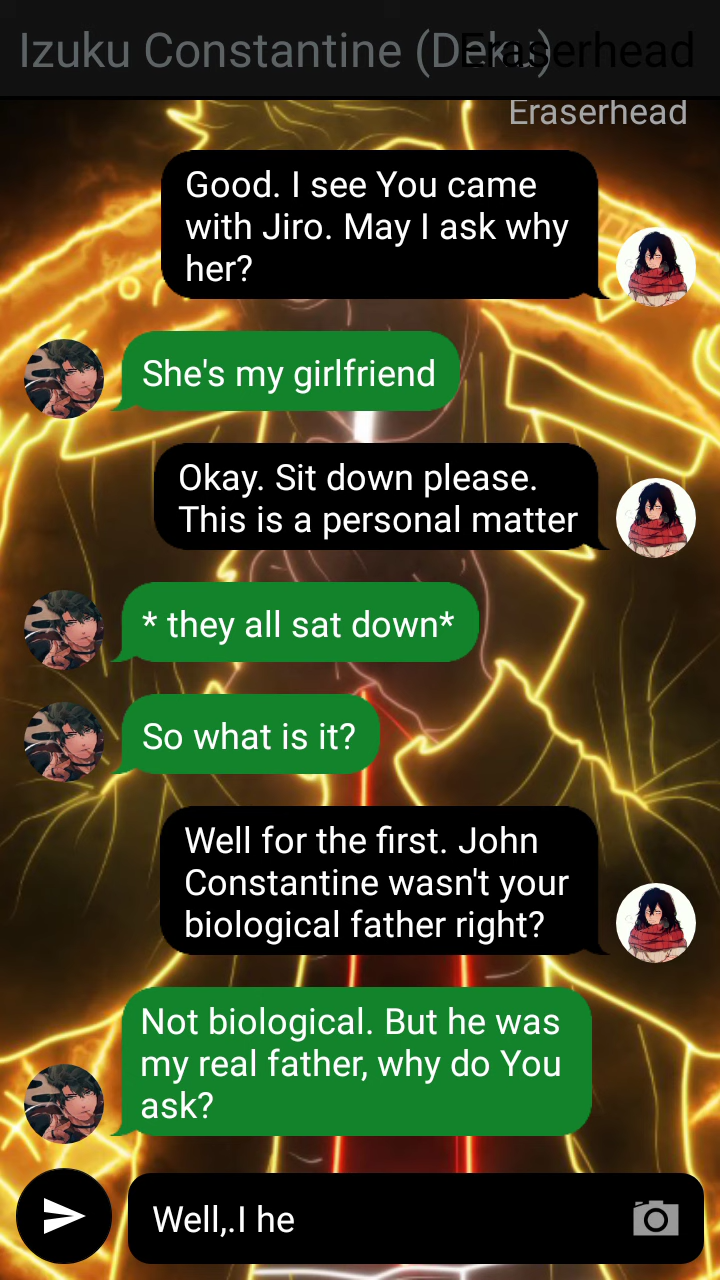 Izuku Constantine (Deku)
Eraserhead
Eraserhead
Good. I see You came
with Jiro. May I ask why
her?
She's my girlfriend
Okay. Sit down please.
This is a personal matter
* they all sat down*
So what is it?
Well for the first. John
Constantine wasn't your
biological father right?
Not biological. But he was
my real father, why do You
ask?
Well,.I he